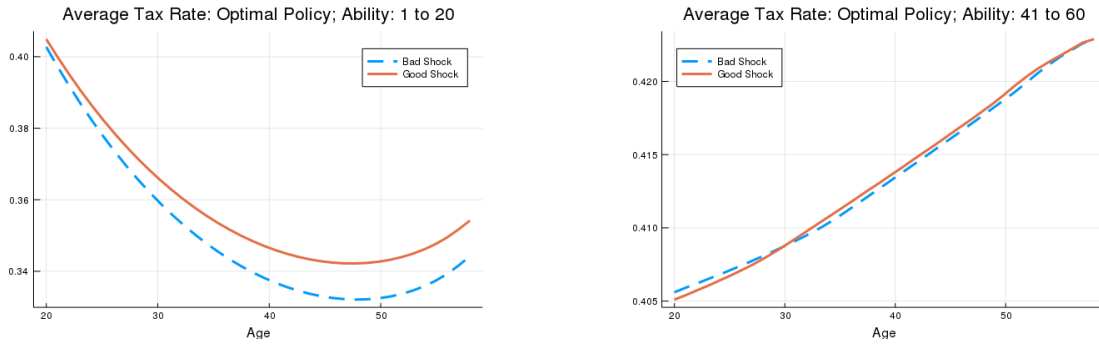 Average Tax Rate: Optimal Policy; Ability: 1 to 20
0.40
0.38
0.36
0.34
Bad Shock
Good Shock
20 30 40 50
Age
Average Tax Rate: Optimal Policy; Ability: 41 to 60
0.420
0.415
0.410
0.405
Bad Shock
Good Shock
20 30 40 50
Age